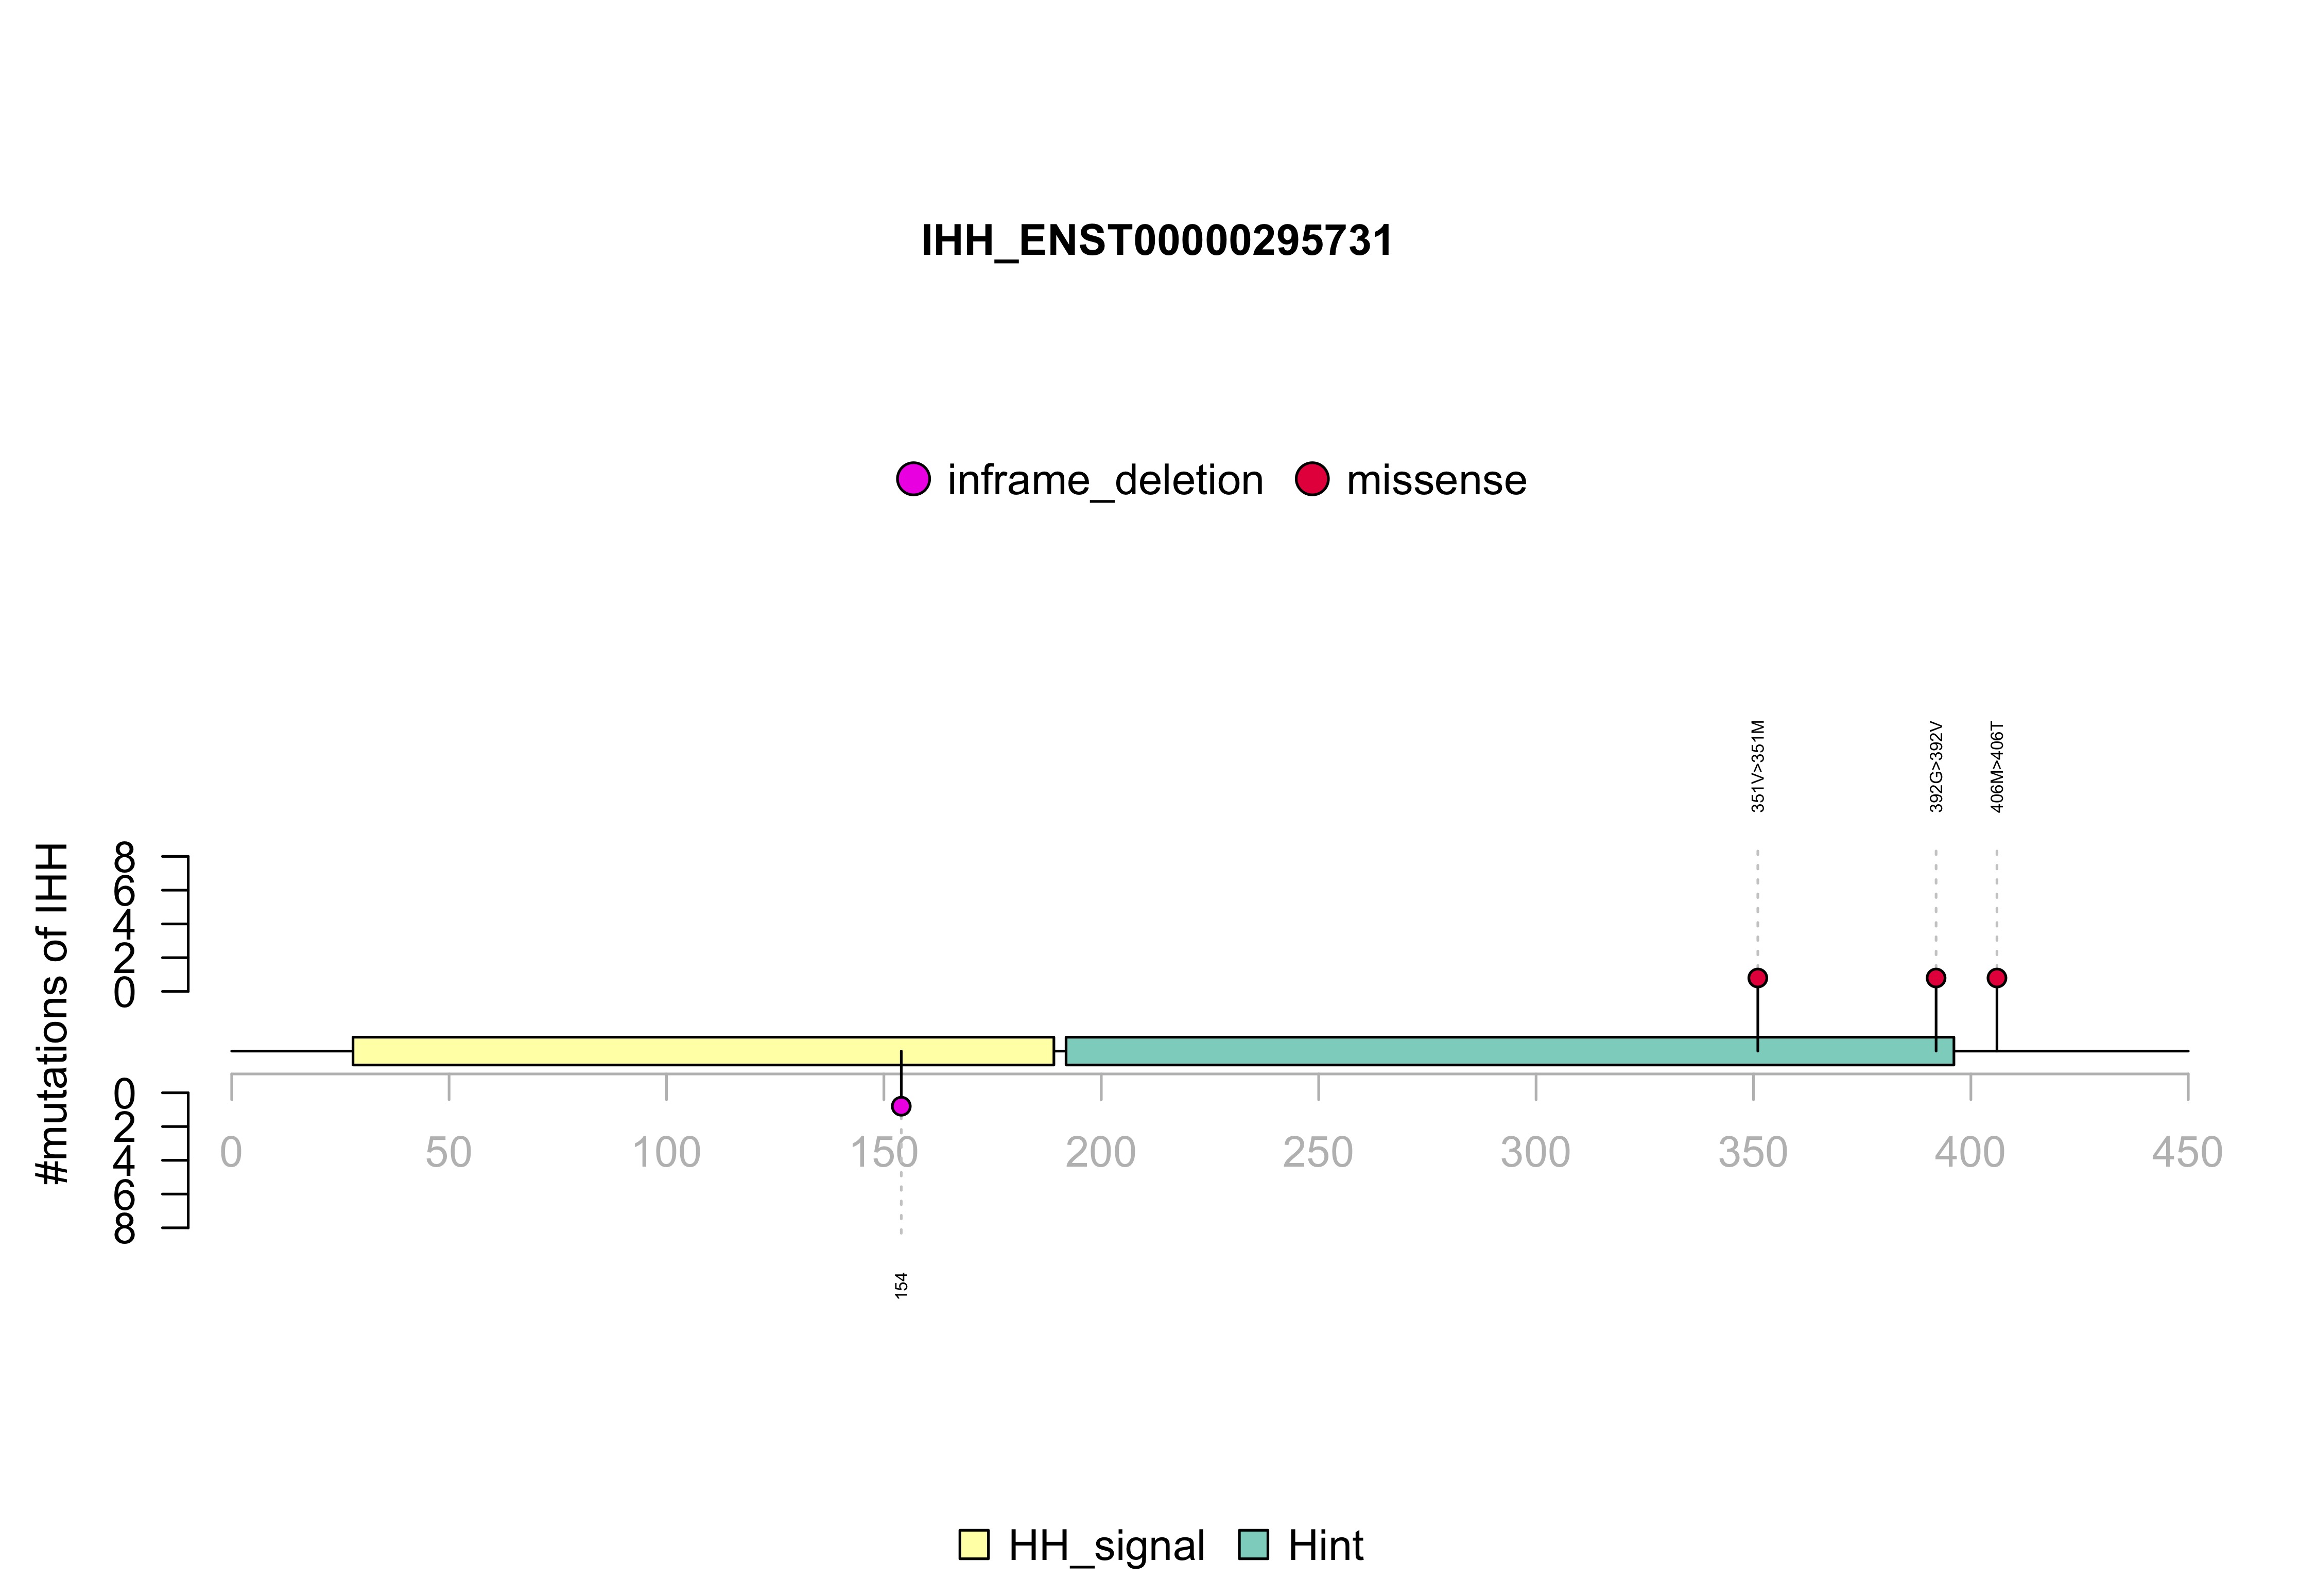 IHH_ENST00000295731
inframe_deletion missense
351V>351M 392G>392V 406M>406T
#mutations of IHH
8
6
4
2
0
0
2
4
6
8
0 50 100 150 200 250 300 350 400 450
154
HH_signal Hint